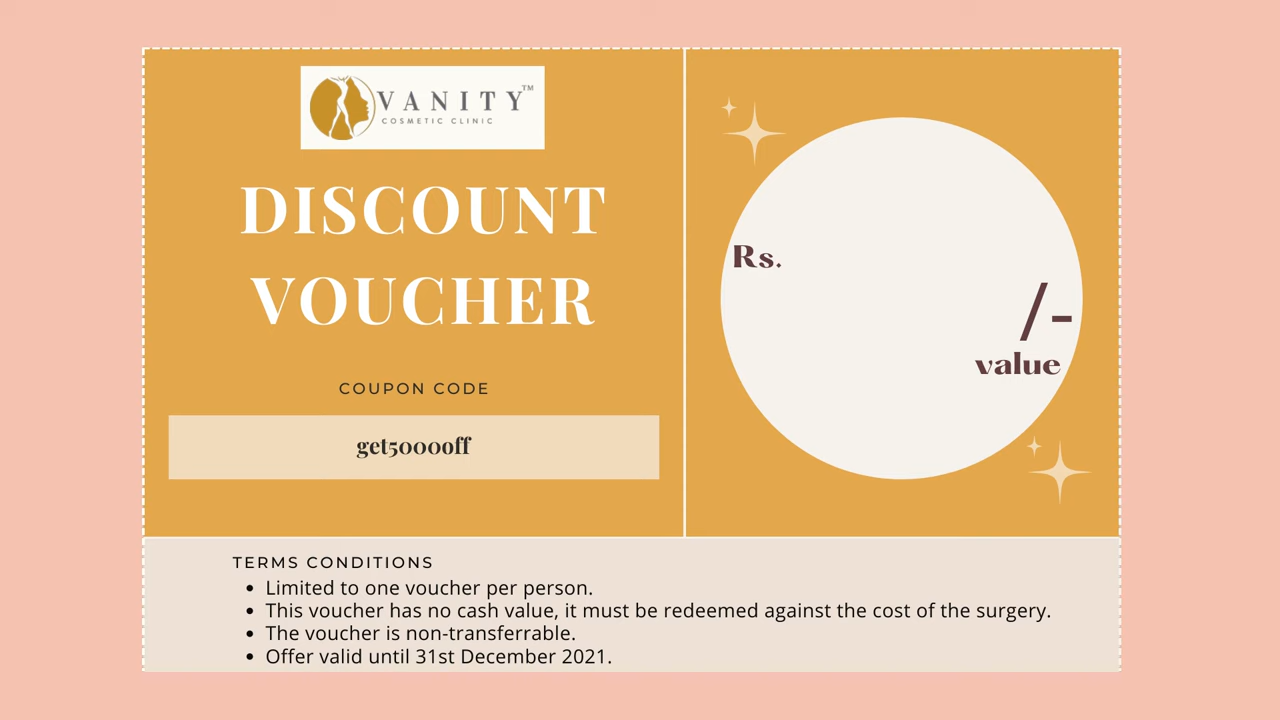 VANITY™
COSMETIC CLINIC
DISCOUNT
VOUCHER
COUPON CODE
get5000off
Rs.
/-
value
TERMS CONDITIONS
• Limited to one voucher per person.
• This voucher has no cash value, it must be redeemed against the cost of the surgery.
• The voucher is non-transferrable.
• Offer valid until 31st December 2021.